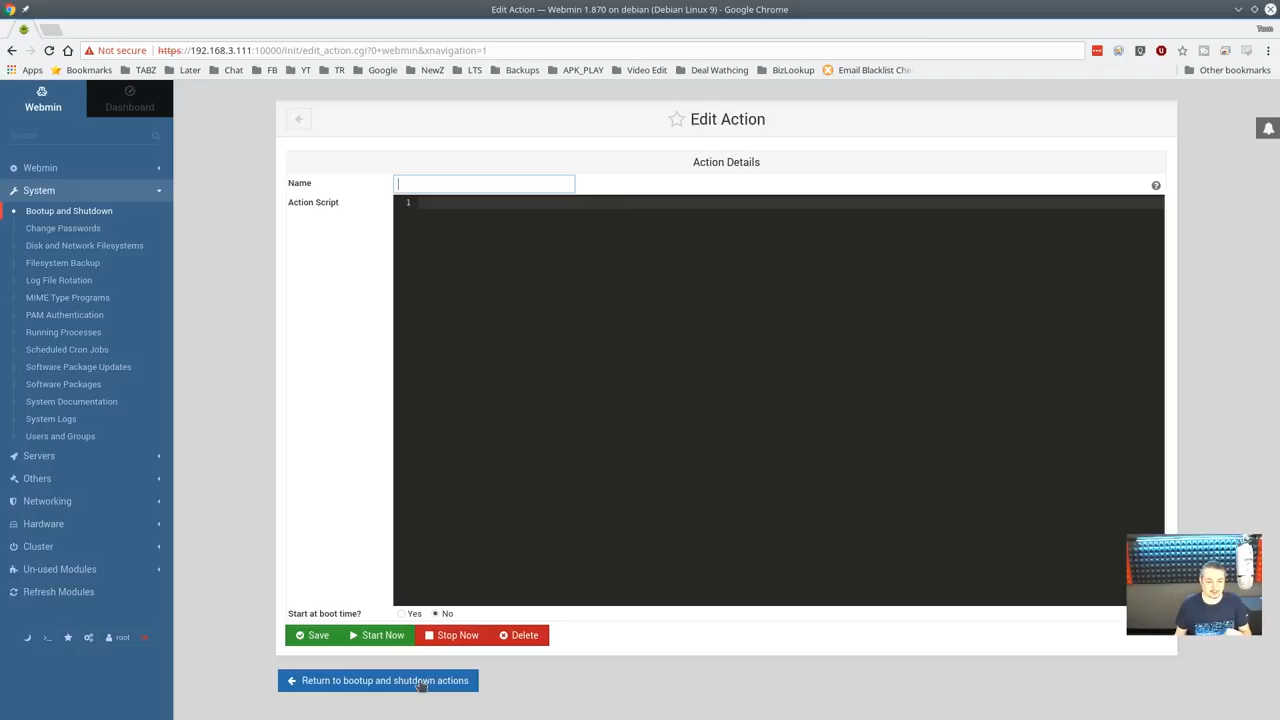 Edit Action — Webmin 1.870 on debian (Debian Linux 9) - Google Chrome
Tom
Not secure https://192.168.3.111:10000/init/edit_action.cgi?0+webmin&xnavigation=1
Apps Bookmarks TABZ Later Chat FB YT TR Google NewZ LTS Backups APK_PLAY Video Edit Deal Wathcing BizLookup Email Blacklist Che Other bookmarks
Webmin Dashboard
Search
Webmin
System
Bootup and Shutdown
Change Passwords
Disk and Network Filesystems
Filesystem Backup
Log File Rotation
MIME Type Programs
PAM Authentication
Running Processes
Scheduled Cron Jobs
Software Package Updates
Software Packages
System Documentation
System Logs
Users and Groups
Servers
Others
Networking
Hardware
Cluster
Un-used Modules
Refresh Modules
root
Edit Action
Action Details
Name
Action Script 1
Start at boot time? Yes No
Save Start Now Stop Now Delete
Return to bootup and shutdown actions